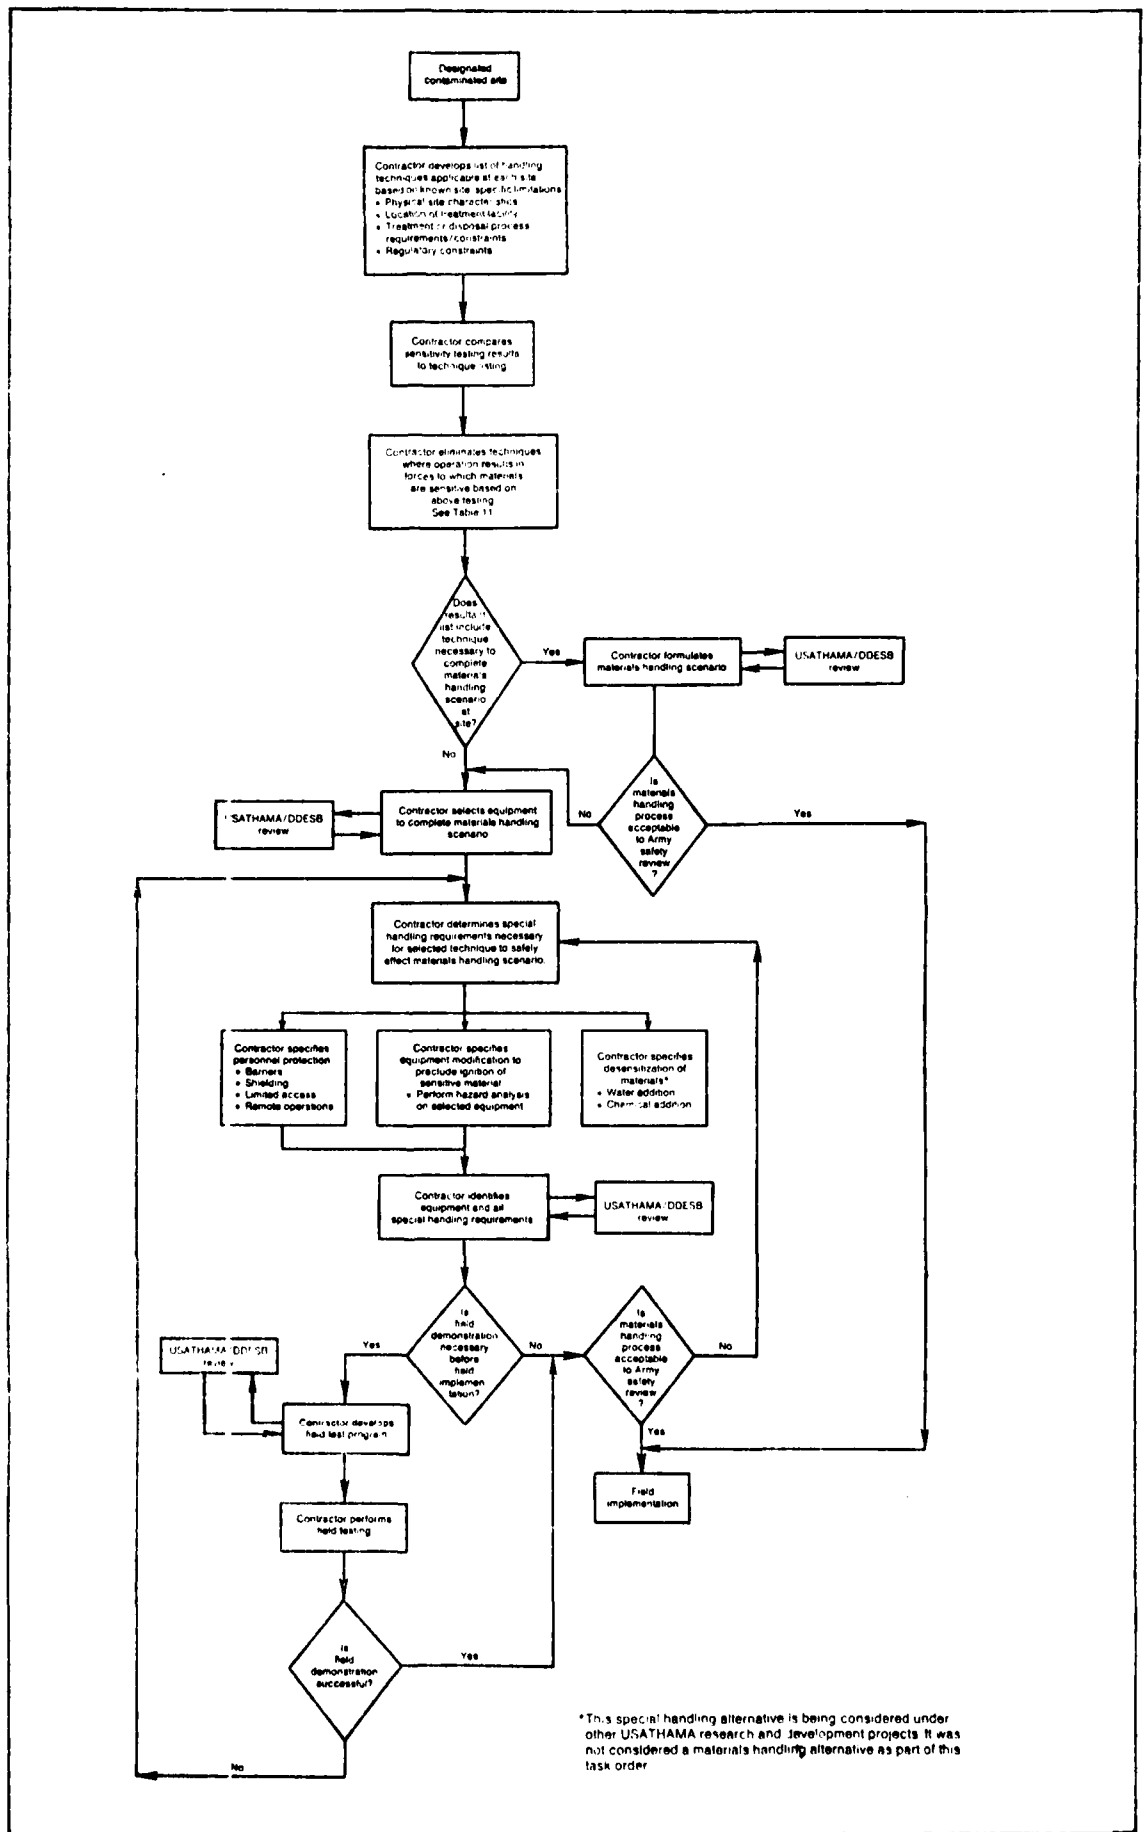 Designated
contaminated site
Contractor develops list of handling
techniques applicable at each site
based on known site-specific limitations
• Physical site characteristics
• Location of treatment facility
• Treatment or disposal process
requirements/constraints
• Regulatory constraints
Contractor compares
sensitivity testing results
to technique listing
Contractor eliminates techniques
where operation results in
forces to which materials
are sensitive based on
above testing
See Table 11
Does
list include
technique
necessary to
complete
materials
handling
scenario
at
site?
Yes
Contractor formulates
materials handling scenario
USATHAMA/DDESB
review
No
Is
materials
handling
process
acceptable
to Army
safety
review
?
No
Yes
USATHAMA/DDESB
review
Contractor selects equipment
to complete materials handling
scenario
Contractor determines special
handling requirements necessary
for selected technique to safely
effect materials handling scenario.
Contractor specifies
personnel protection
• Barriers
• Shielding
• Limited access
• Remote operations
Contractor specifies
equipment modification to
preclude ignition of
sensitive material
• Perform hazard analysis
on selected equipment
Contractor specifies
desensitization of
materials*
• Water addition
• Chemical addition
Contractor identifies
equipment and all
special handling requirements
USATHAMA/DDESB
review
Is
field
demonstration
necessary
before
field
implemen
tation?
Yes
No
Is
materials
handling
process
acceptable
to Army
safety
review
?
No
Yes
USATHAMA/DDESB
review
Contractor develops
field test program
Field
implementation
Contractor performs
field testing
Is
field
demonstration
successful?
Yes
No
*This special handling alternative is being considered under
other USATHAMA research and development projects. It was
not considered a materials handling alternative as part of this
task order